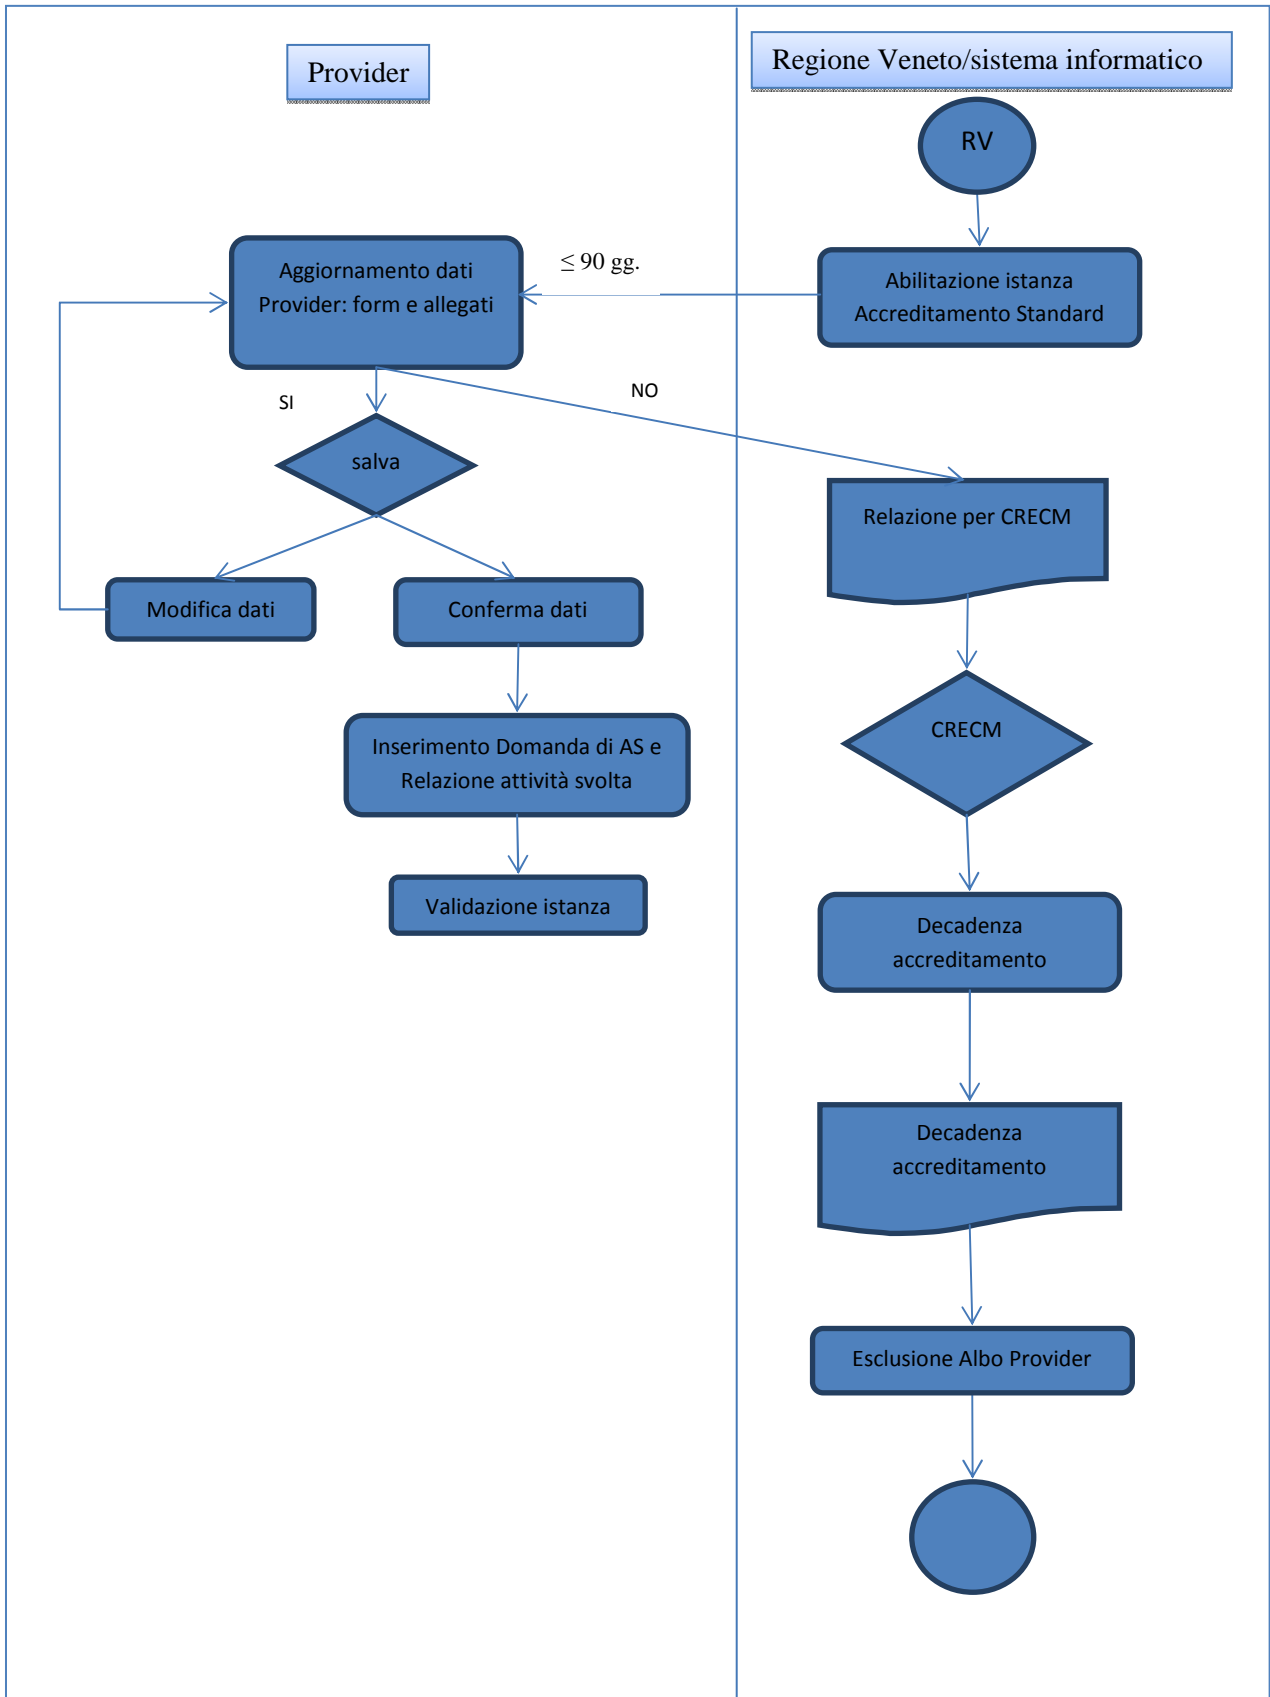 Provider
Regione Veneto/sistema informatico
RV
≤ 90 gg.
Aggiornamento dati
Provider: form e allegati
Abilitazione istanza
Accreditamento Standard
SI
NO
salva
Relazione per CRECM
Modifica dati
Conferma dati
CRECM
Inserimento Domanda di AS e
Relazione attività svolta
Validazione istanza
Decadenza
accreditamento
Decadenza
accreditamento
Esclusione Albo Provider